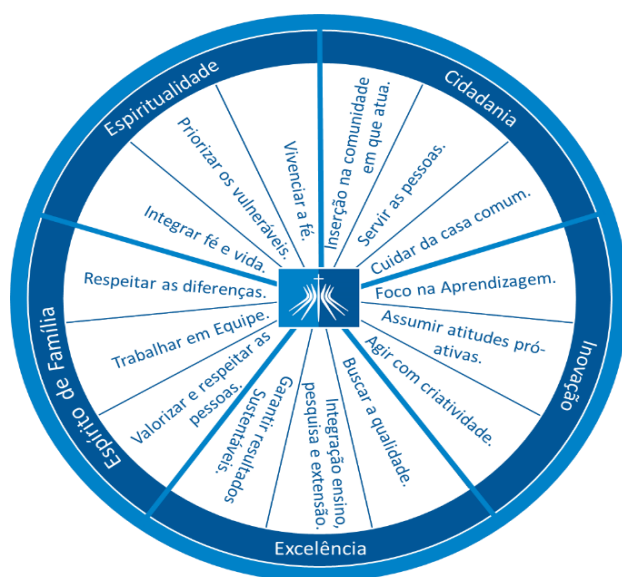 Espiritualidade
Integrar fé e vida.
Priorizar os vulneráveis.
Vivenciar a fé.
Cidadania
Inserção na comunidade
em que atua.
Servir as pessoas.
Cuidar da casa comum.
Inovação
Foco na Aprendizagem.
Assumir atitudes pró-
ativas.
Agir com criatividade.
Excelência
Buscar a qualidade.
Integração ensino,
pesquisa e extensão.
Garantir resultados
Sustentáveis.
Espírito de Família
Valorizar e respeitar as
pessoas.
Trabalhar em Equipe.
Respeitar as diferenças.